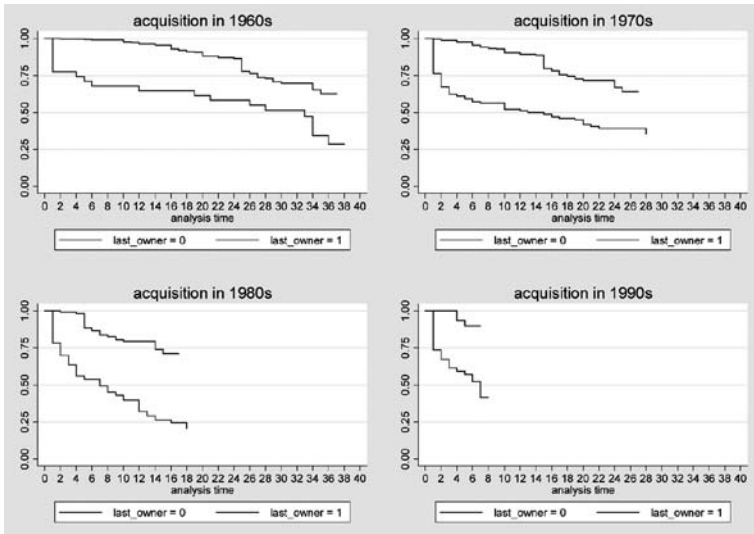 acquisition in 1960s
1.00
0.75
0.50
0.25
0.00
0 2 4 6 8 10 12 14 16 18 20 22 24 26 28 30 32 34 36 38 40
analysis time
last_owner = 0 last_owner = 1
acquisition in 1970s
1.00
0.75
0.50
0.25
0.00
0 2 4 6 8 10 12 14 16 18 20 22 24 26 28 30 32 34 36 38 40
analysis time
last_owner = 0 last_owner = 1
acquisition in 1980s
1.00
0.75
0.50
0.25
0.00
0 2 4 6 8 10 12 14 16 18 20 22 24 26 28 30 32 34 36 38 40
analysis time
last_owner = 0 last_owner = 1
acquisition in 1990s
1.00
0.75
0.50
0.25
0.00
0 2 4 6 8 10 12 14 16 18 20 22 24 26 28 30 32 34 36 38 40
analysis time
last_owner = 0 last_owner = 1